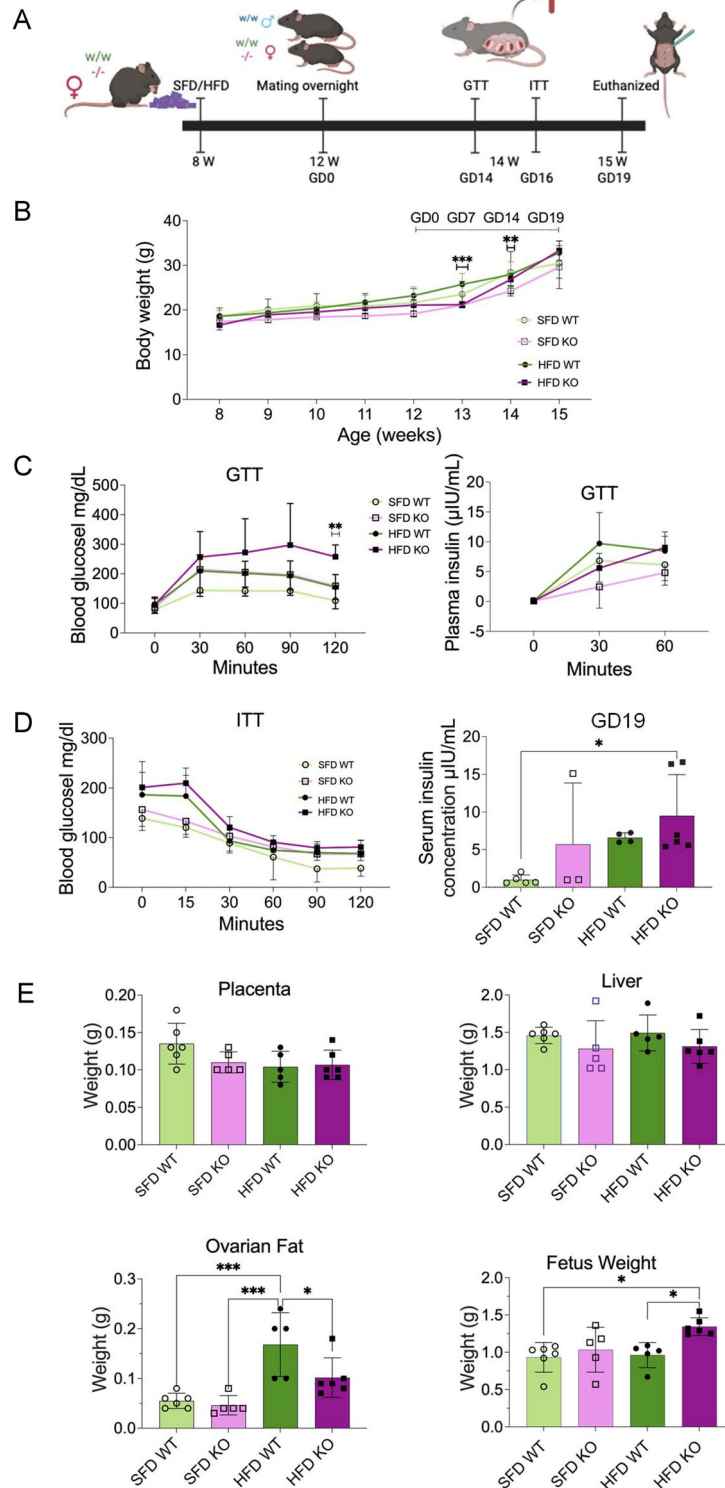 A
w/w
-/-
SFD/HFD
w/w
w/w
-/-
Mating overnight
GTT
ITT
Euthanized
8 W
12 W
14 W
15 W
GD0
GD14
GD16
GD19
B
GD0 GD7 GD14 GD19
***
**
Body weight (g)
40
30
20
10
0
SFD WT
SFD KO
HFD WT
HFD KO
8 9 10 11 12 13 14 15
Age (weeks)
C
GTT
Blood glucosel mg/dL
500
400
300
200
100
0
**
SFD WT
SFD KO
HFD WT
HFD KO
0 30 60 90 120
Minutes
GTT
Plasma insulin (μIU/mL)
20
15
10
5
0
-5
0 30 60
Minutes
D
ITT
Blood glucosel mg/dl
300
200
100
0
SFD WT
SFD KO
HFD WT
HFD KO
0 15 30 60 90 120
Minutes
GD19
Serum insulin
concentration μIU/mL
20
15
10
5
0
*
SFD WT
SFD KO
HFD WT
HFD KO
E
Placenta
Weight (g)
0.20
0.15
0.10
0.05
0.00
SFD WT
SFD KO
HFD WT
HFD KO
Liver
Weight (g)
2.0
1.5
1.0
0.5
0.0
SFD WT
SFD KO
HFD WT
HFD KO
Ovarian Fat
Weight (g)
0.3
0.2
0.1
0.0
***
***
*
SFD WT
SFD KO
HFD WT
HFD KO
Fetus Weight
Weight (g)
2.0
1.5
1.0
0.5
0.0
*
*
SFD WT
SFD KO
HFD WT
HFD KO